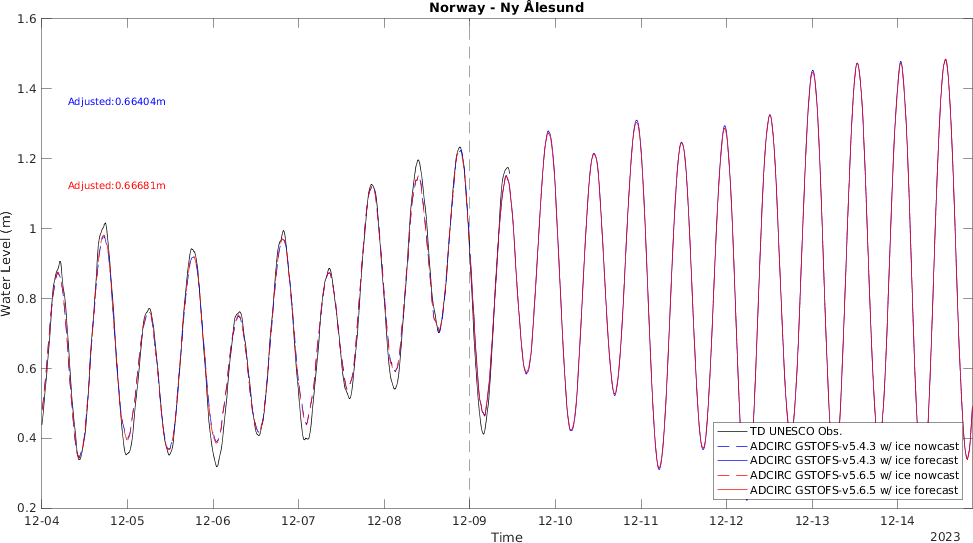 Norway - Ny Ålesund
1.6
1.4
1.2
1
0.8
0.6
0.4
0.2
Water Level (m)
Adjusted:0.66404m
Adjusted:0.66681m
TD UNESCO Obs.
ADCIRC GSTOFS-v5.4.3 w/ ice nowcast
ADCIRC GSTOFS-v5.4.3 w/ ice forecast
ADCIRC GSTOFS-v5.6.5 w/ ice nowcast
ADCIRC GSTOFS-v5.6.5 w/ ice forecast
12-04 12-05 12-06 12-07 12-08 12-09 12-10 12-11 12-12 12-13 12-14
Time
2023